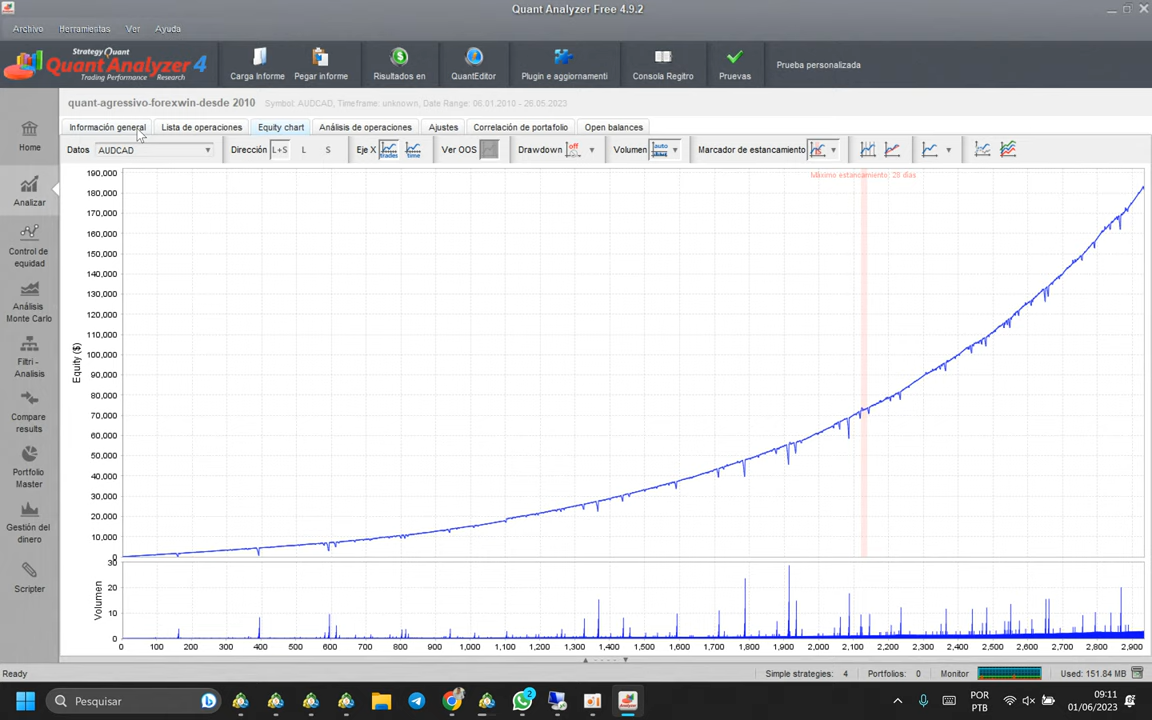 Quant Analyzer Free 4.9.2
Archivo Herramientas Ver Ayuda
StrategyQuant
QuantAnalyzer 4
Trading Performance Research
Carga Informe Pegar informe Risultados en QuantEditor Plugin e aggiornamenti Consola Regitro Pruevas Prueba personalizada
quant-agressivo-forexwin-desde 2010 Symbol: AUDCAD, Timeframe: unknown, Date Range: 06.01.2010 - 26.05.2023
Información general Lista de operaciones Equity chart Análisis de operaciones Ajustes Correlación de portafolio Open balances
Datos AUDCAD Dirección L+S L S Eje X trades time Ver OOS Drawdown off Volumen auto Marcador de estancamiento
Home
Analizar
Control de
equidad
Análisis
Monte Carlo
Filtri -
Analisis
Compare
results
Portfolio
Master
Gestión del
dinero
Scripter
Máximo estancamiento: 28 dias
190,000
180,000
170,000
160,000
150,000
140,000
130,000
120,000
110,000
100,000
90,000
80,000
70,000
60,000
50,000
40,000
30,000
20,000
10,000
0
Equity ($)
30
20
10
0
Volumen
0 100 200 300 400 500 600 700 800 900 1,000 1,100 1,200 1,300 1,400 1,500 1,600 1,700 1,800 1,900 2,000 2,100 2,200 2,300 2,400 2,500 2,600 2,700 2,800 2,900
Ready Simple strategies: 4 Portfolios: 0 Monitor Used: 151.84 MB
Pesquisar
2
POR
PTB
09:11
01/06/2023